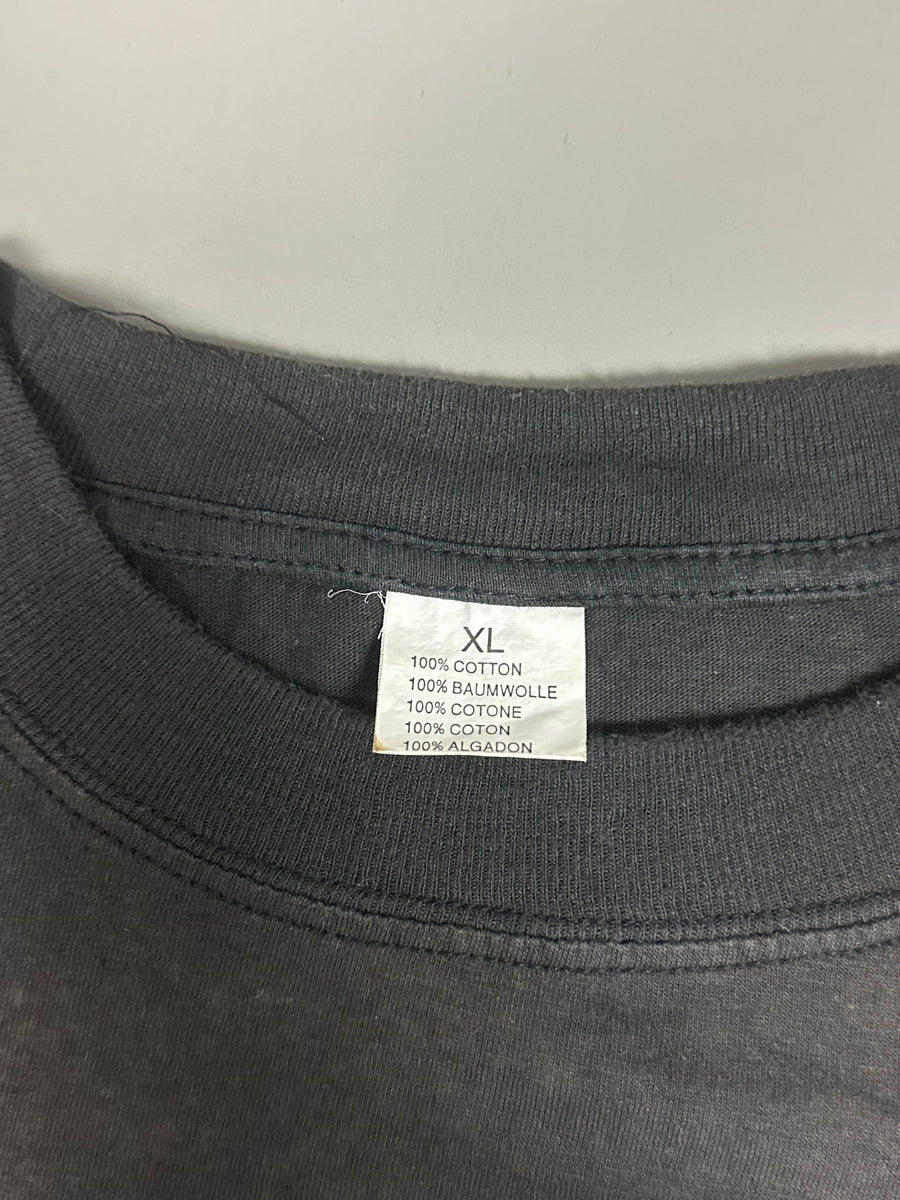 XL
100% COTTON
100% BAUMWOLLE
100% COTONE
100% COTON
100% ALGADON